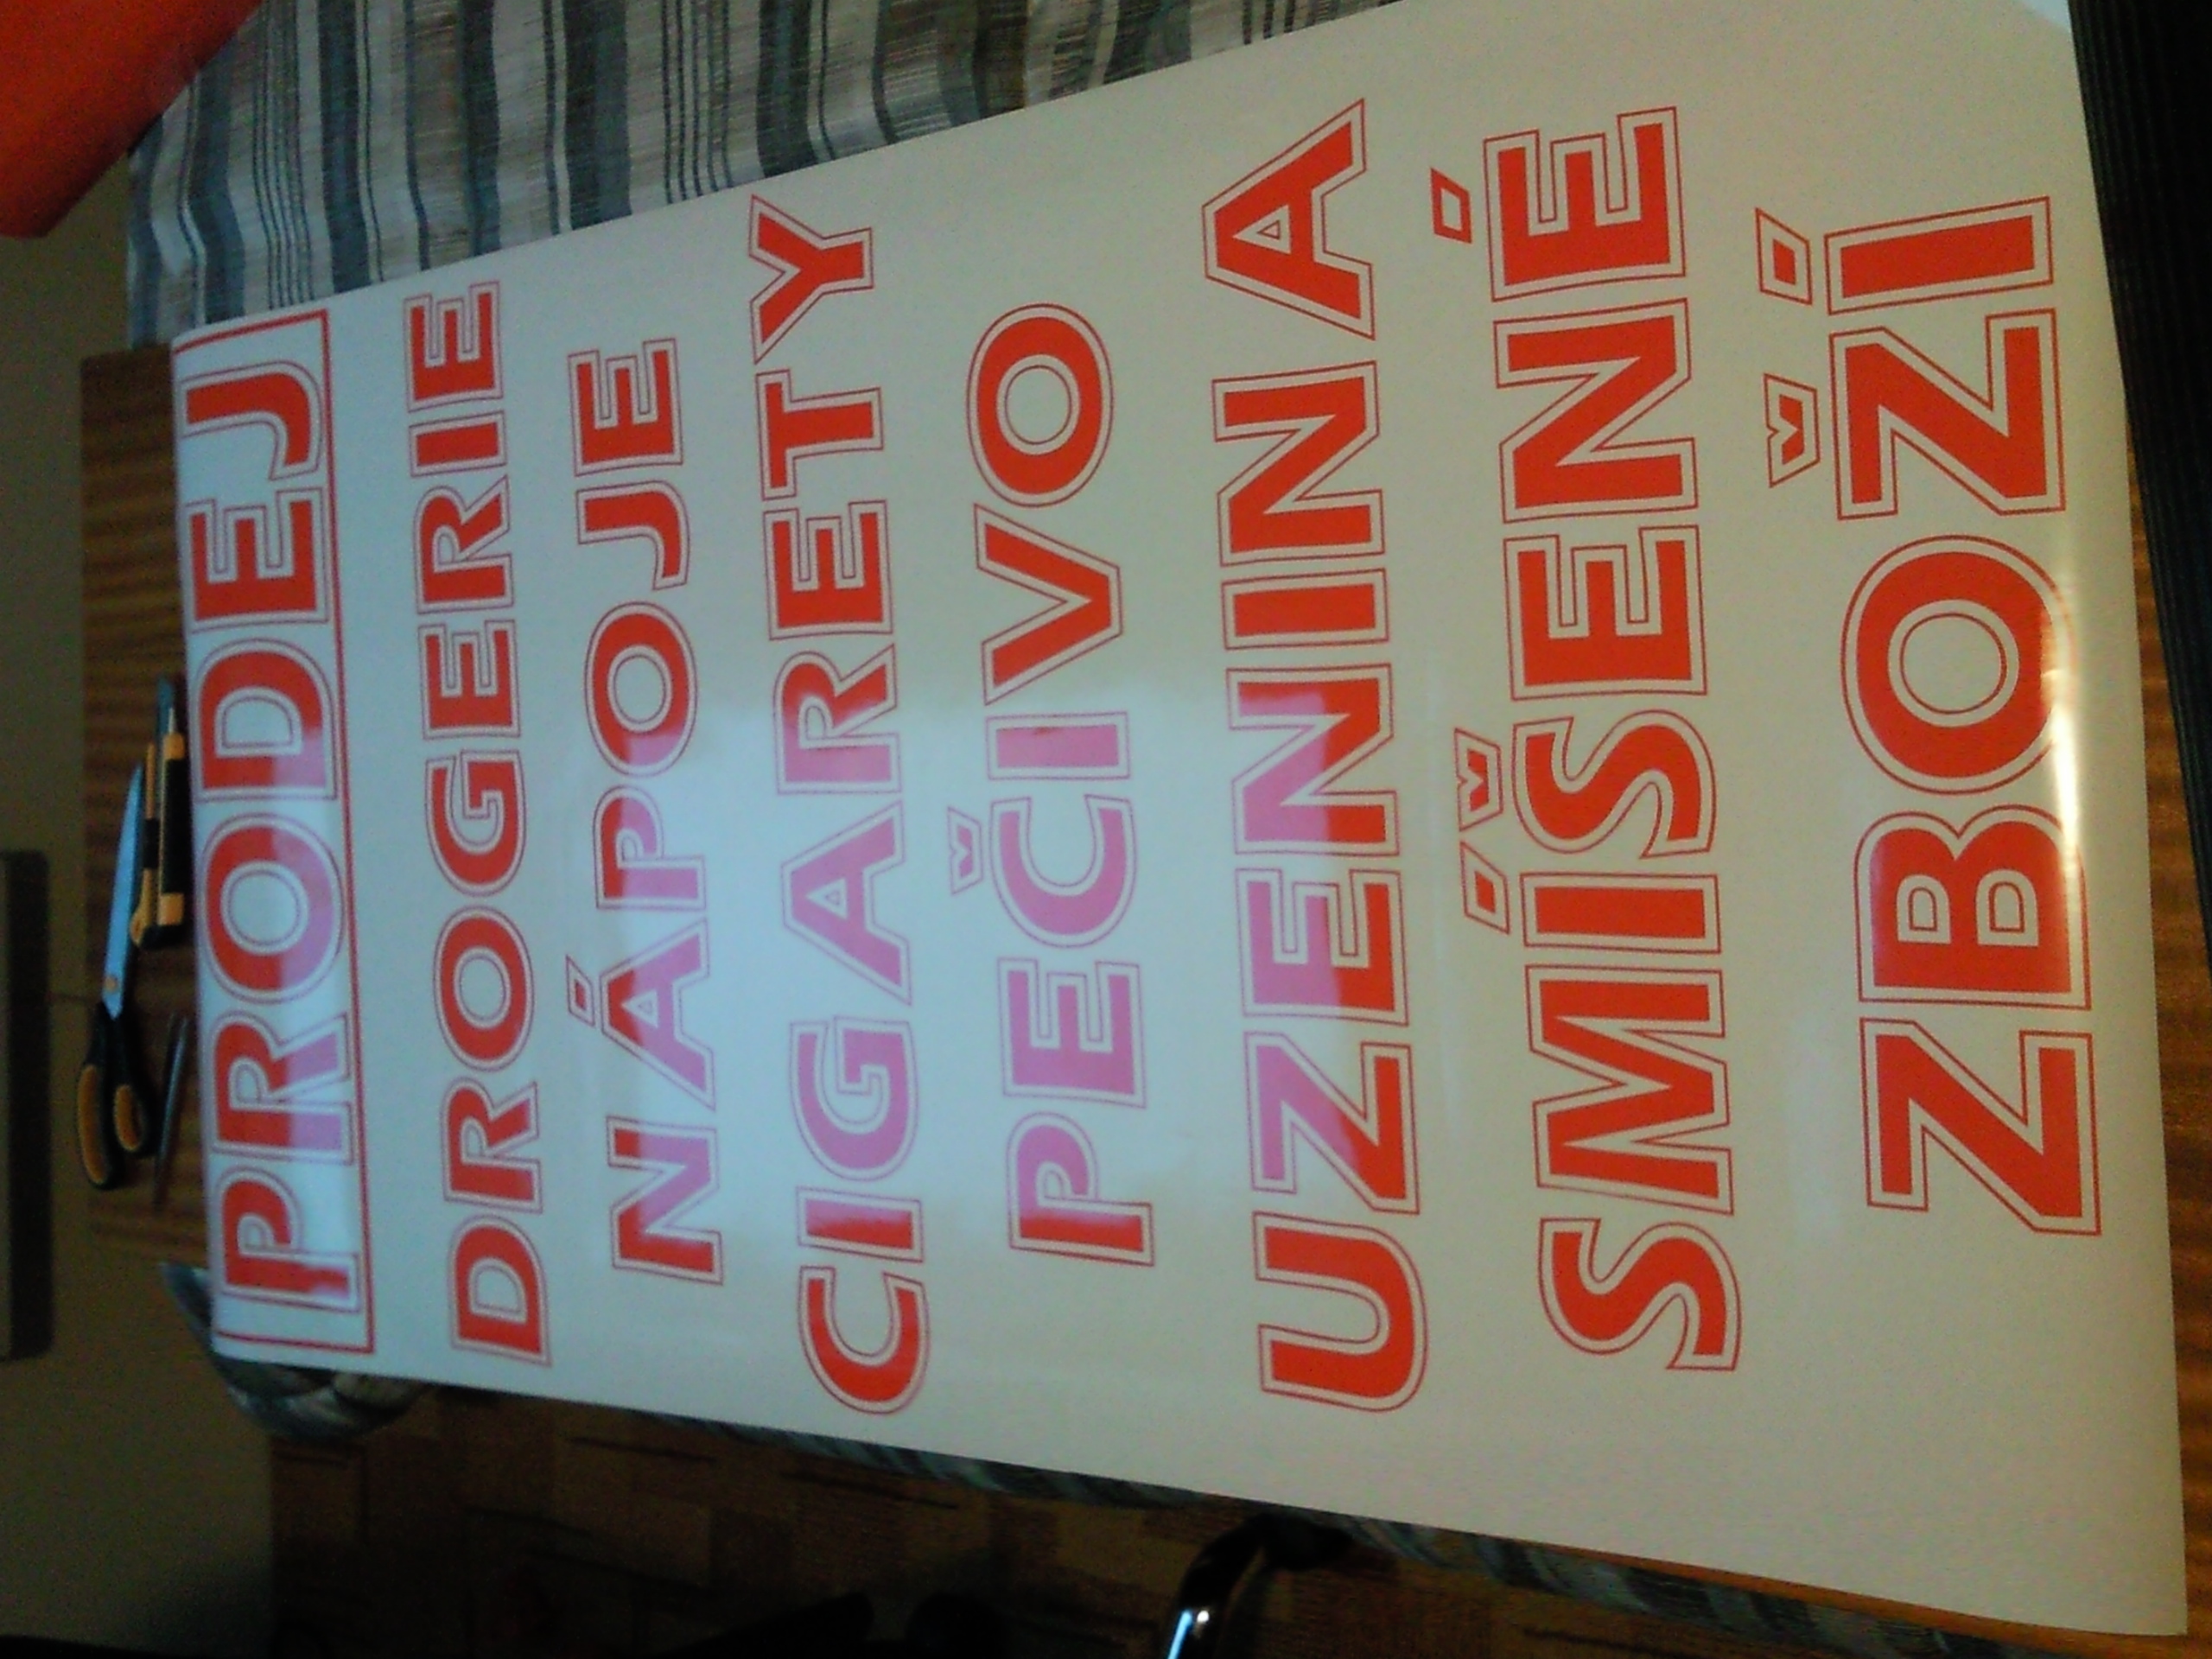 PRODEJ
DROGERIE
NÁPOJE
CIGARETY
PEČIVO
UZENINA
SMÍŠENÉ
ZBOŽÍ